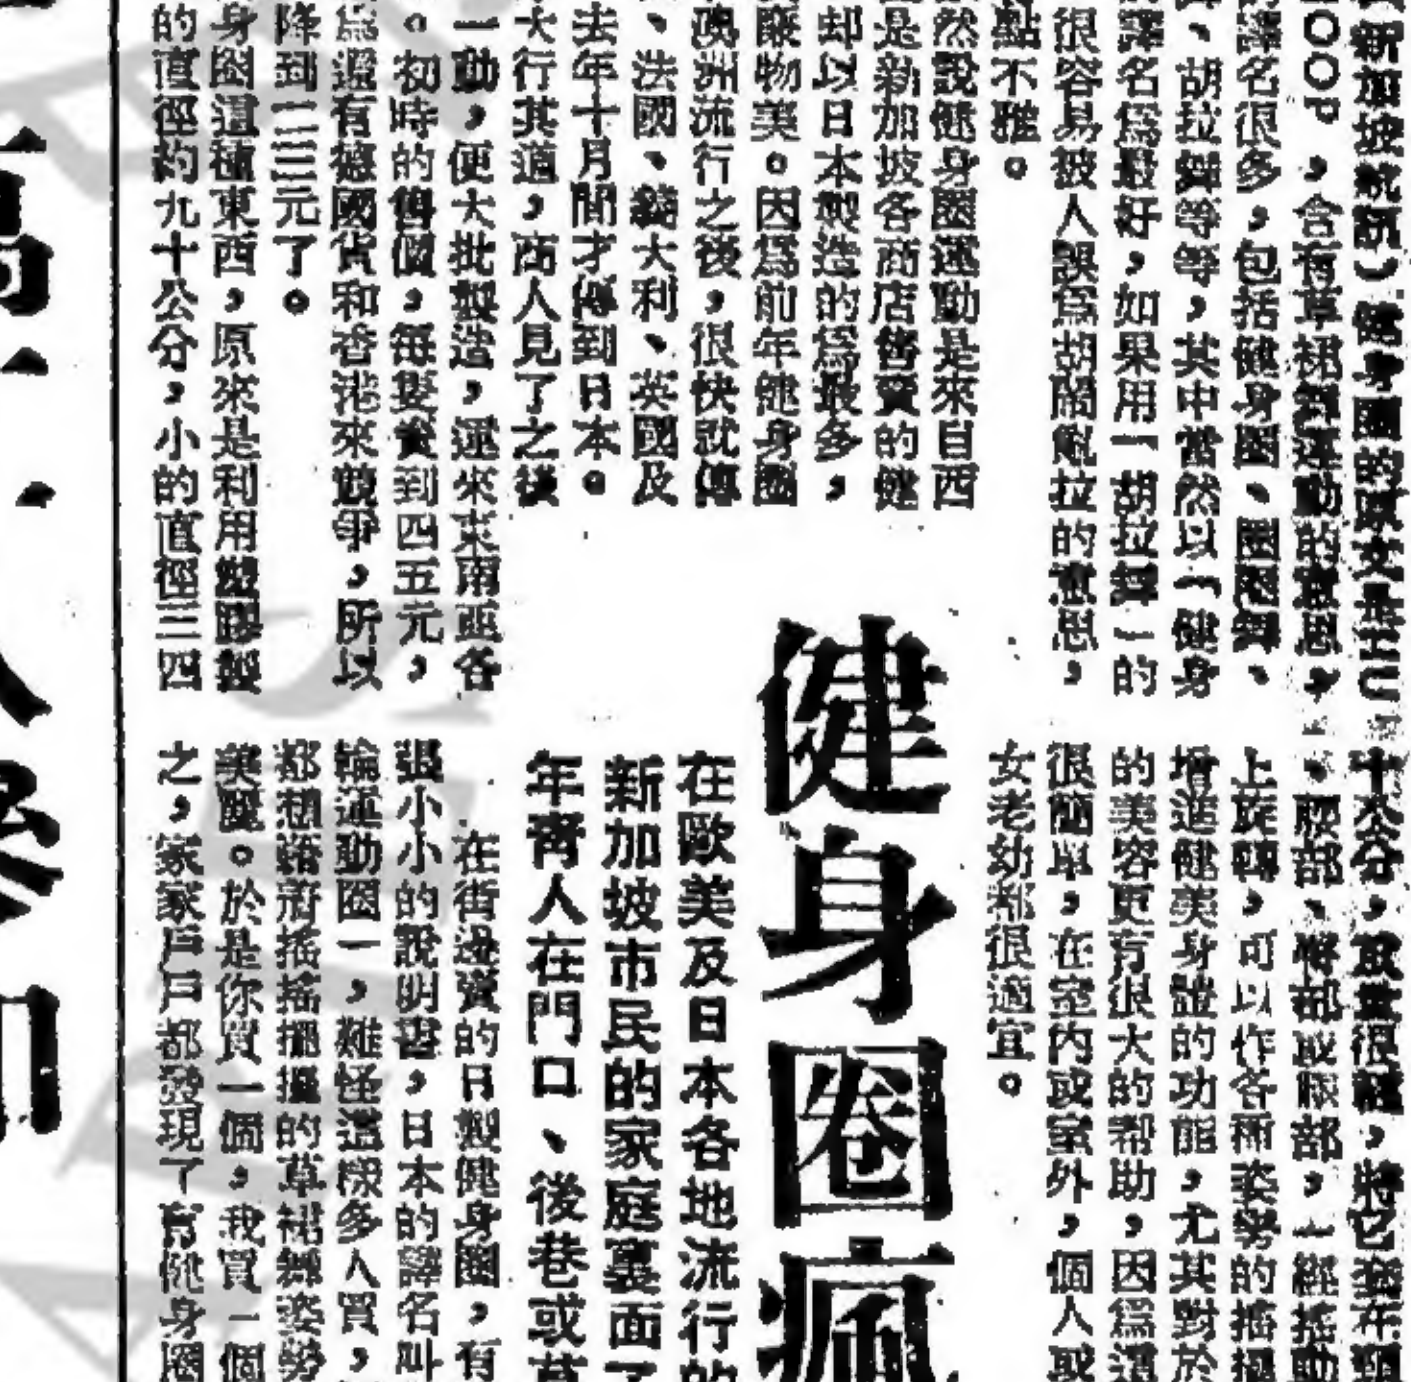 新加坡航訊）健身圈的原文是
ＯＯＰ，含有草裙舞運動的意思，
譯名很多，包括健身圈、圈圈舞、
、胡拉舞等等，其中當然以「健身
譯名爲最好，如果用「胡拉舞」的
很容易被人誤爲胡鬧亂拉的意思，
點不雅。
然說健身圈運動是來自西
是新加坡各商店售賣的健
却以日本製造的爲最多，
廉物美。因爲前年健身圈
澳洲流行之後，很快就傳
、法國、義大利、英國及
去年十月間才傳到日本。
大行其道，商人見了之後
一動，便大批製造，運來東南亞各
。初時的售價，每隻賣到四五元，
爲還有德國貨和香港來競爭，所以
降到二三元了。
身圈這種東西，原來是利用塑膠製
的直徑約九十公分，小的直徑三四
健身圈瘋
十公分，放量很輕，將它套在頸
、腰部、臂部或腿部，一經搖動
上旋轉，可以作各種姿勢的搖擺
增進健美身體的功能，尤其對於
的美容更有很大的帮助，因爲這
很簡單，在室內或室外，個人或
女老幼都很適宜。
在歐美及日本各地流行的
新加坡市民的家庭裏面了
年青人在門口、後巷或草
在街邊賣的日製健身圈，有
張小小的說明書，日本的譯名叫
輪運動圈一，難怪這樣多人買，
都想藉着搖搖擺擺的草裙舞姿勢
美麗。於是你買一個，我買一個
之，家家戶戶都發現了有健身圈
加